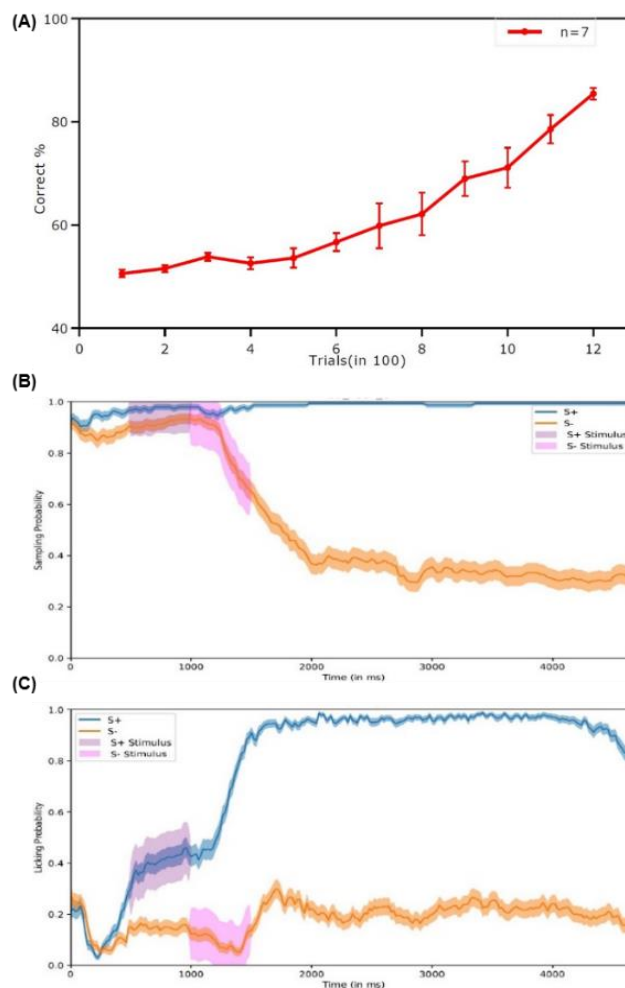 (A)
n=7
100
80
60
40
Correct %
0
2
4
6
8
10
12
Trials(in 100)
(B)
1.0
0.8
0.6
0.4
0.2
0.0
Sampling Probability
S+
S-
S+ Stimulus
S- Stimulus
0
1000
2000
3000
4000
Time (in ms)
(C)
1.0
0.8
0.6
0.4
0.2
0.0
Licking Probability
S+
S-
S+ Stimulus
S- Stimulus
0
1000
2000
3000
4000
Time (in ms)